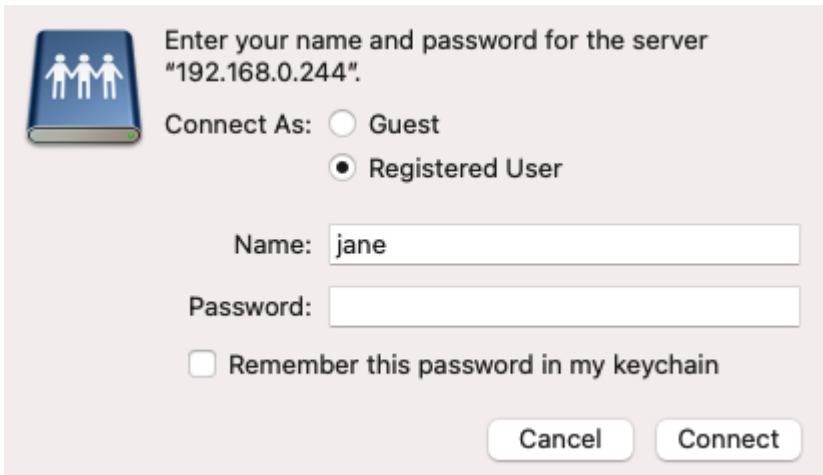 Enter your name and password for the server
“192.168.0.244”.
Connect As: Guest
Registered User
Name: jane
Password:
Remember this password in my keychain
Cancel Connect